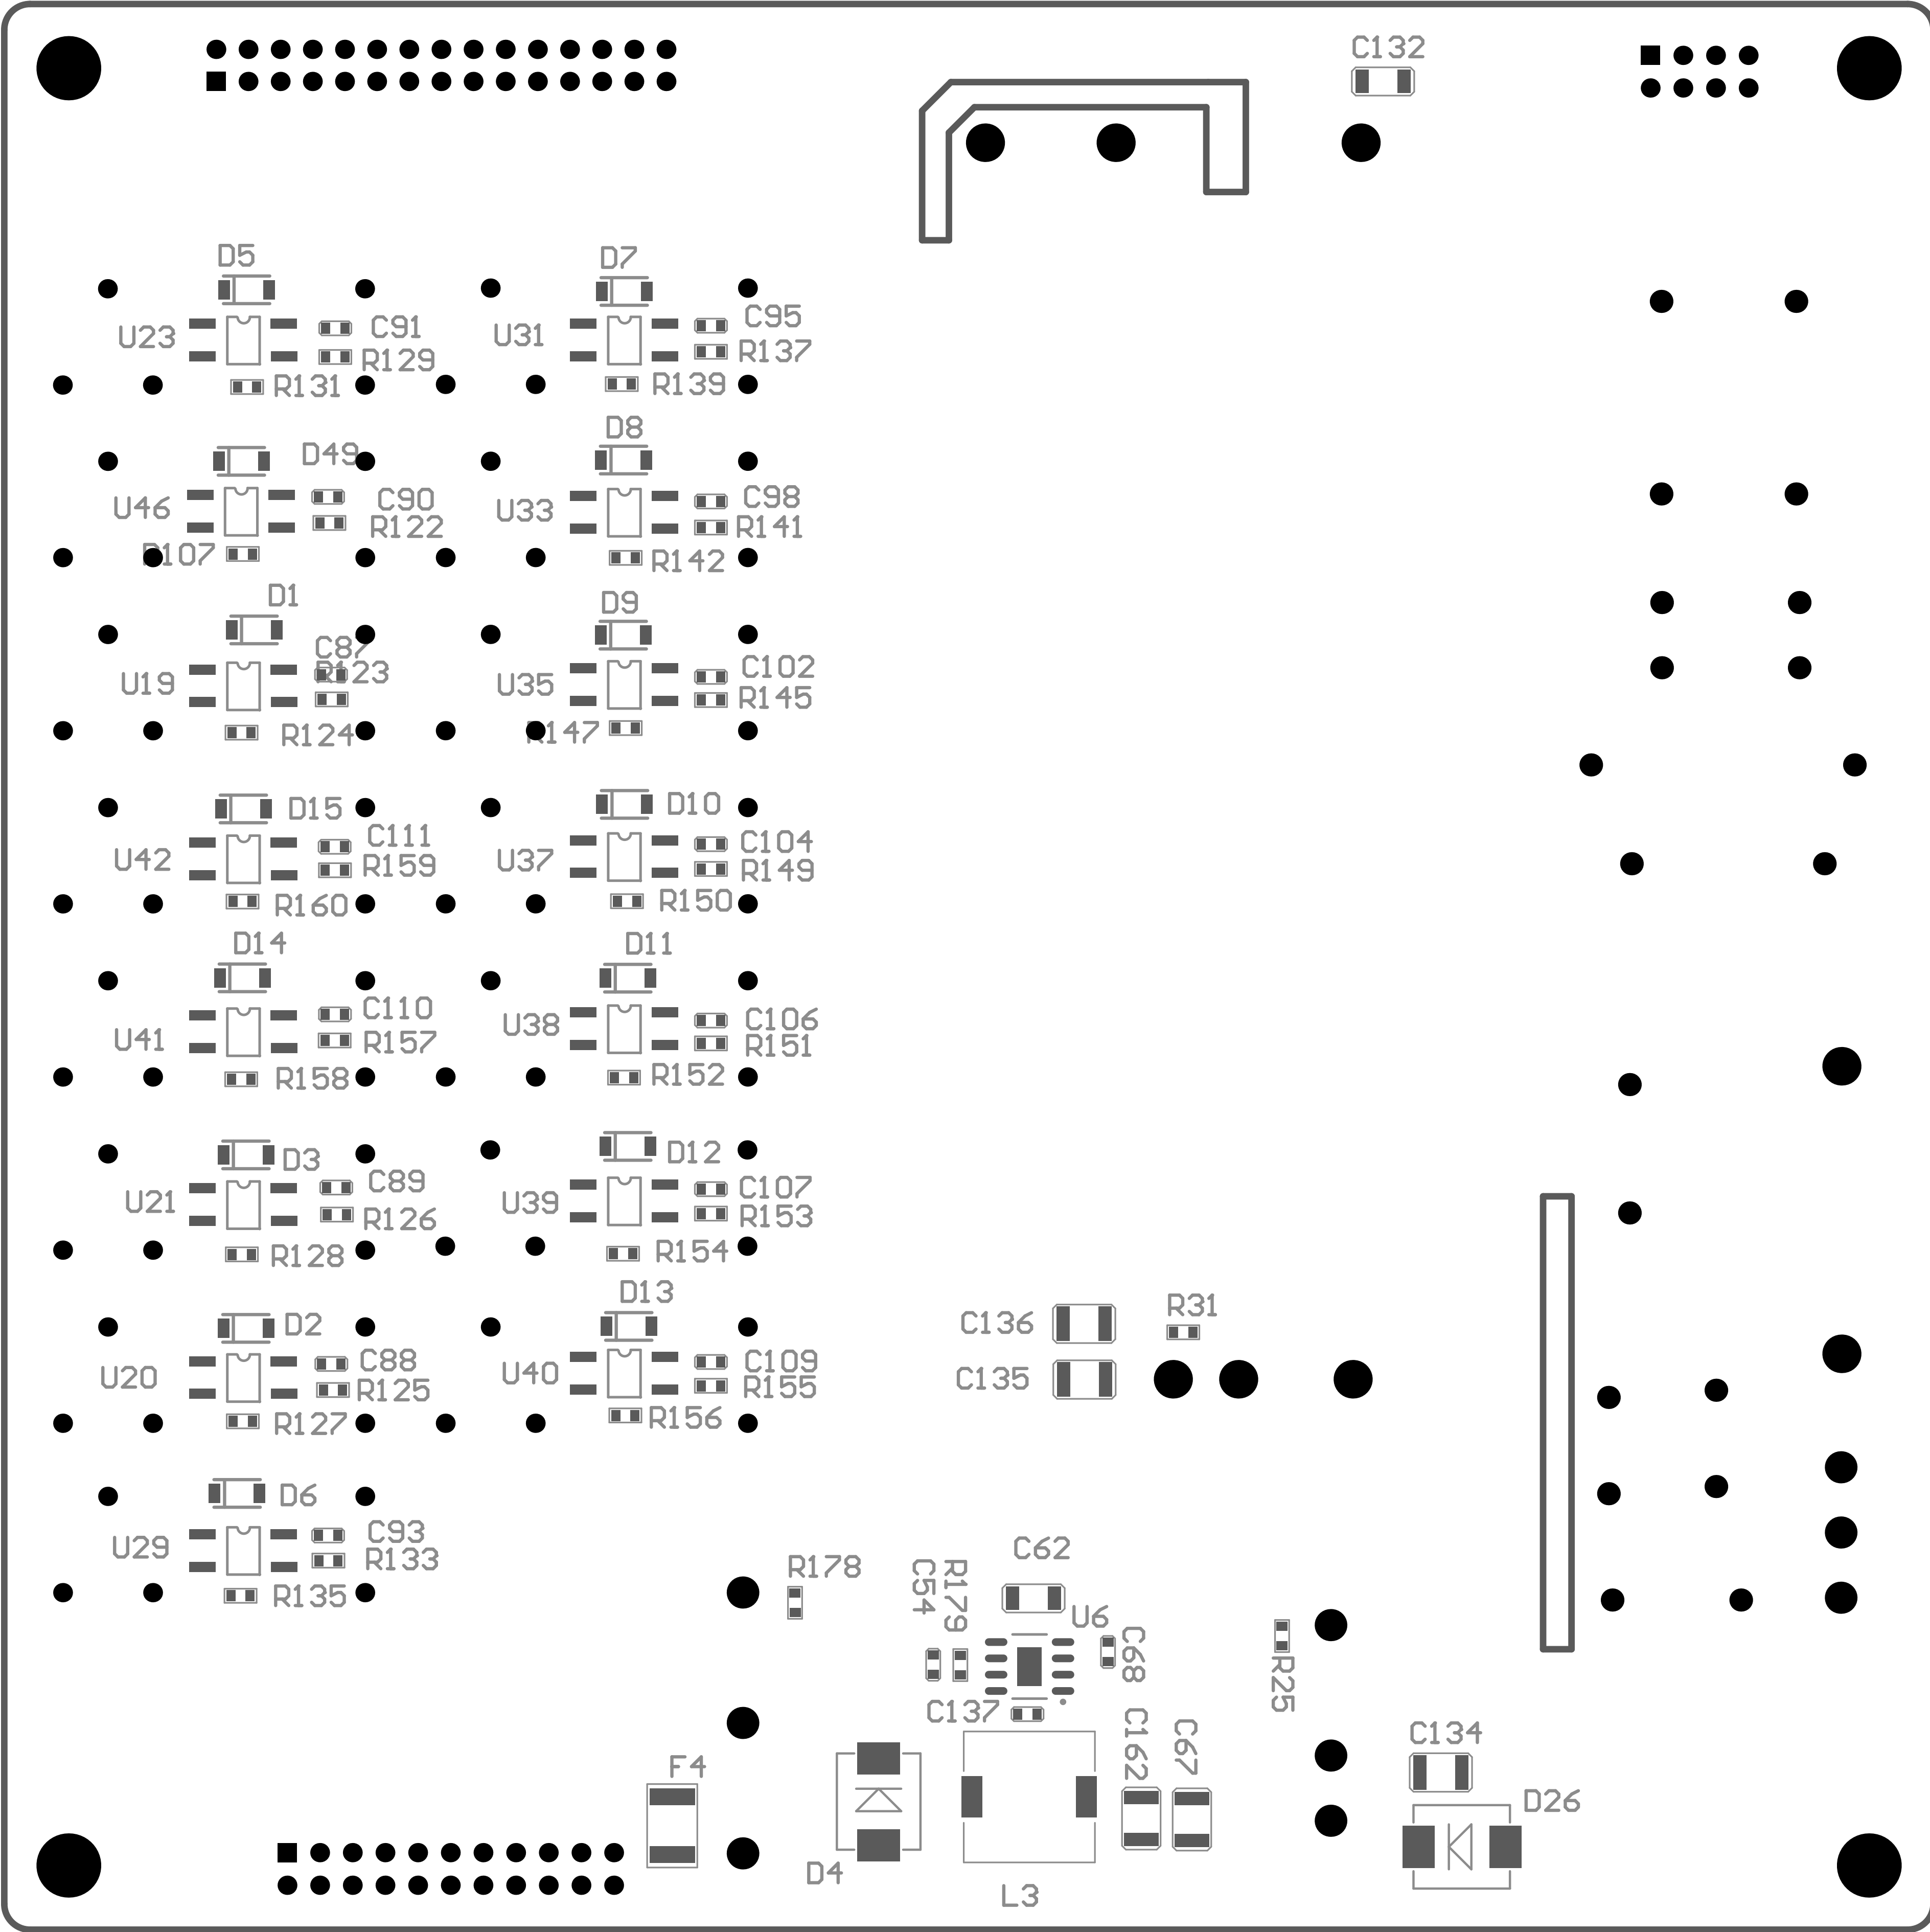 C132
D5
D7
U23
C91
R129
R131
U31
C95
R137
R139
D49
D8
U46
C90
R122
R107
U33
C98
R141
R142
D1
D9
U19
C87
R123
R124
U35
C102
R145
R147
D15
D10
U42
C111
R159
R160
U37
C104
R149
R150
D14
D11
U41
C110
R157
R158
U38
C106
R151
R152
D3
D12
U21
C89
R126
R128
U39
C107
R153
R154
D2
D13
U20
C88
R125
R127
U40
C109
R155
R156
C136
R31
C135
D6
U29
C93
R133
R135
R178
C54
R179
C62
U6
C68
R25
C137
C162
C67
C134
F4
D26
D4
L3